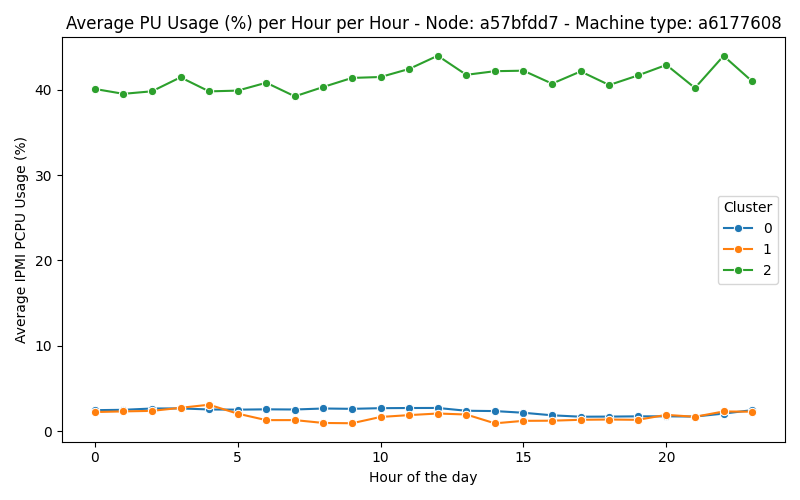 Average PU Usage (%) per Hour per Hour - Node: a57bfdd7 - Machine type: a6177608
Average IPMI PCPU Usage (%)
40
30
20
10
0
Cluster
0
1
2
0 5 10 15 20
Hour of the day